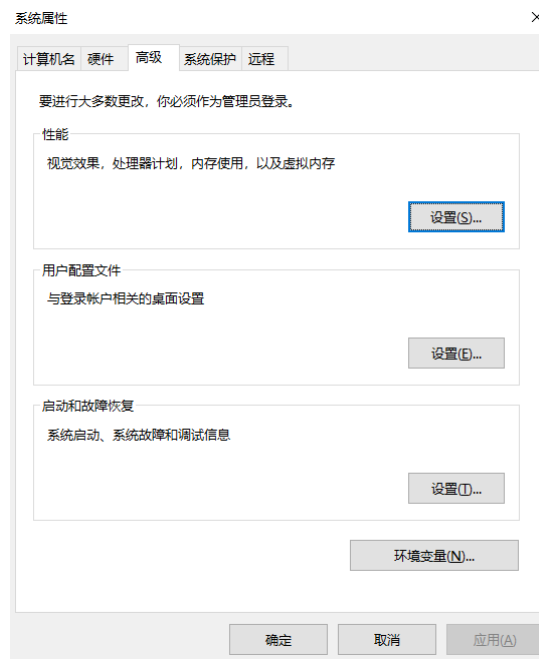 系统属性
计算机名 硬件 高级 系统保护 远程
要进行大多数更改，你必须作为管理员登录。
性能
视觉效果，处理器计划，内存使用，以及虚拟内存
设置(S)...
用户配置文件
与登录帐户相关的桌面设置
设置(E)...
启动和故障恢复
系统启动、系统故障和调试信息
设置(T)...
环境变量(N)...
确定 取消 应用(A)